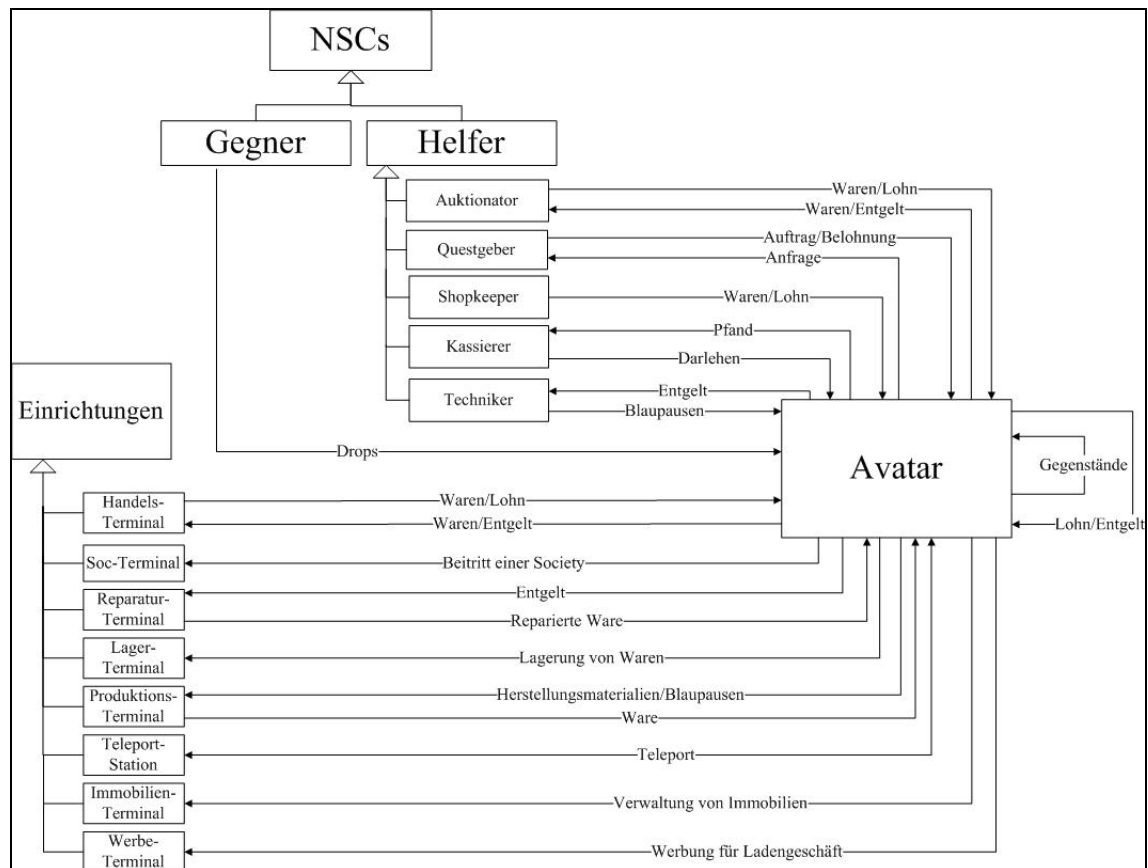 NSCs
Gegner
Helfer
Auktionator
Waren/Lohn
Waren/Entgelt
Questgeber
Auftrag/Belohnung
Anfrage
Shopkeeper
Waren/Lohn
Kassierer
Pfand
Darlehen
Techniker
Entgelt
Blaupausen
Einrichtungen
Drops
Avatar
Gegenstände
Lohn/Entgelt
Handels-
Terminal
Waren/Lohn
Waren/Entgelt
Soc-Terminal
Beitritt einer Society
Reparatur-
Terminal
Entgelt
Reparierte Ware
Lager-
Terminal
Lagerung von Waren
Produktions-
Terminal
Herstellungsmaterialien/Blaupausen
Ware
Teleport-
Station
Teleport
Immobilien-
Terminal
Verwaltung von Immobilien
Werbe-
Terminal
Werbung für Ladengeschäft